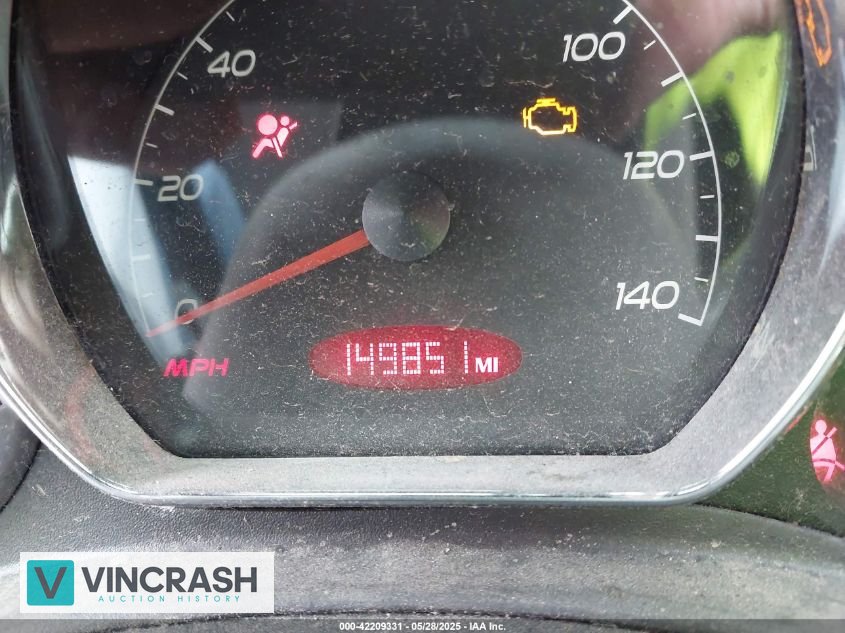 40
100
20
120
0
140
149851 MI
MPH
V VINCRASH
AUCTION HISTORY
000-42209331 - 05/28/2025 - IAA Inc.